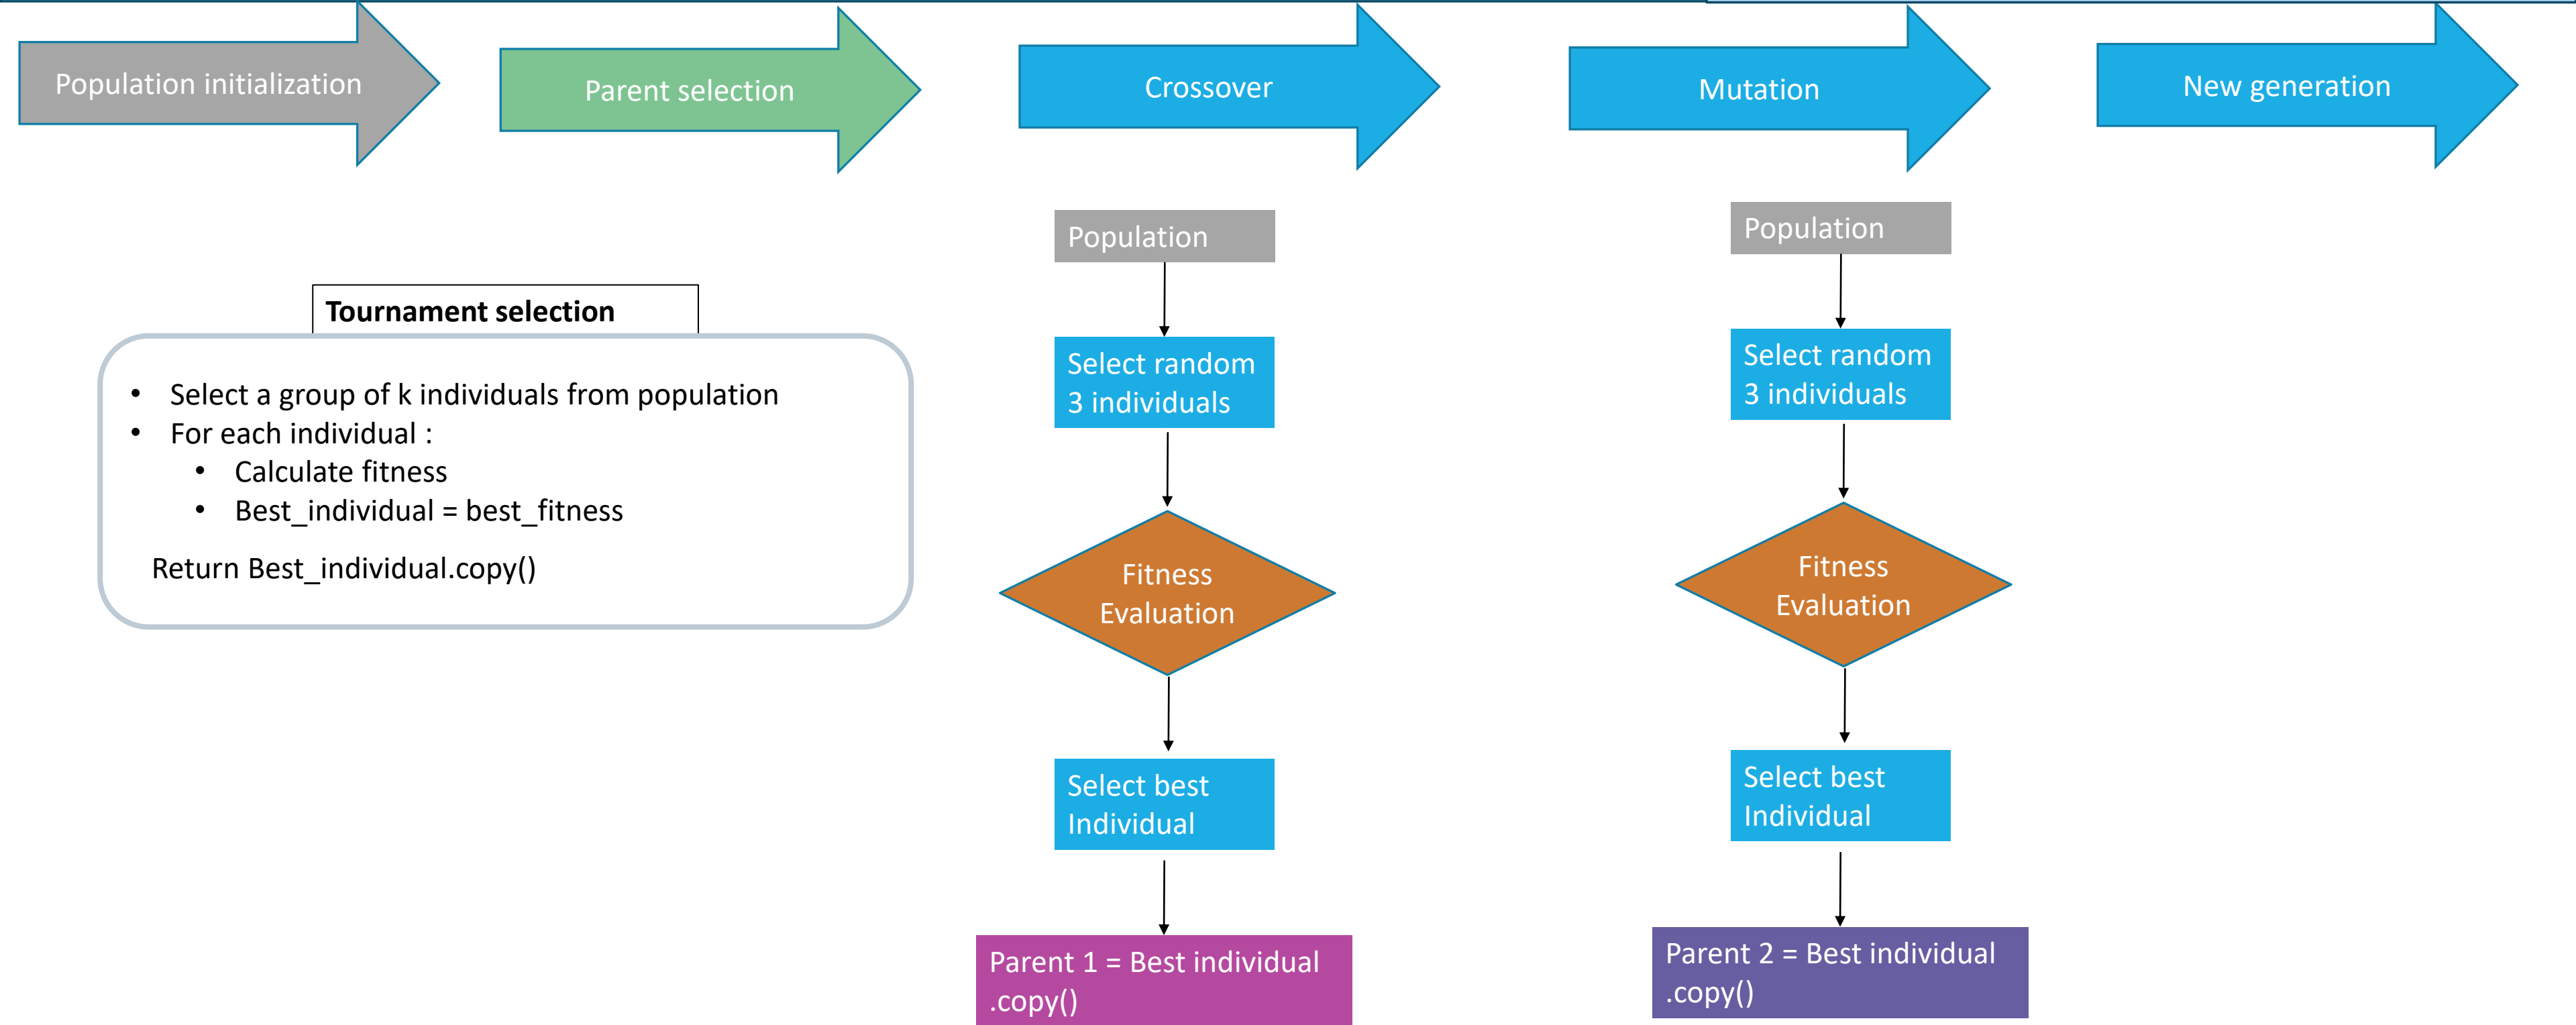 Population initialization
Parent selection
Crossover
Mutation
New generation
Tournament selection
• Select a group of k individuals from population
• For each individual :
• Calculate fitness
• Best_individual = best_fitness
Return Best_individual.copy()
Population
Select random
3 individuals
Fitness
Evaluation
Select best
Individual
Parent 1 = Best individual
.copy()
Population
Select random
3 individuals
Fitness
Evaluation
Select best
Individual
Parent 2 = Best individual
.copy()